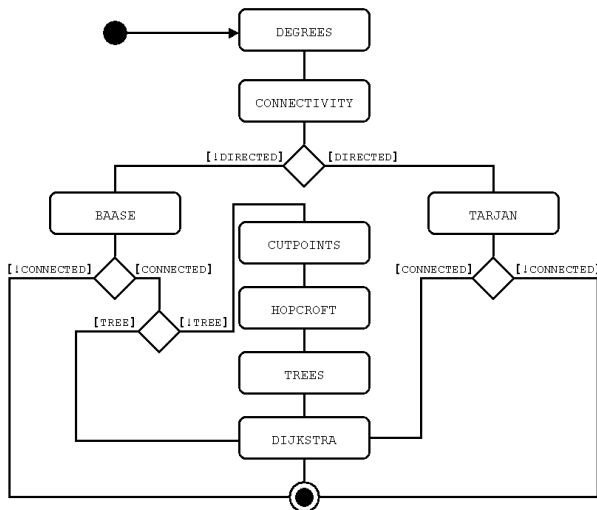 DEGREES
CONNECTIVITY
[!DIRECTED] [DIRECTED]
BAASE
TARJAN
CUTPOINTS
[!CONNECTED] [CONNECTED]
[CONNECTED] [!CONNECTED]
HOPCROFT
[TREE] [!TREE]
TREES
DIJKSTRA